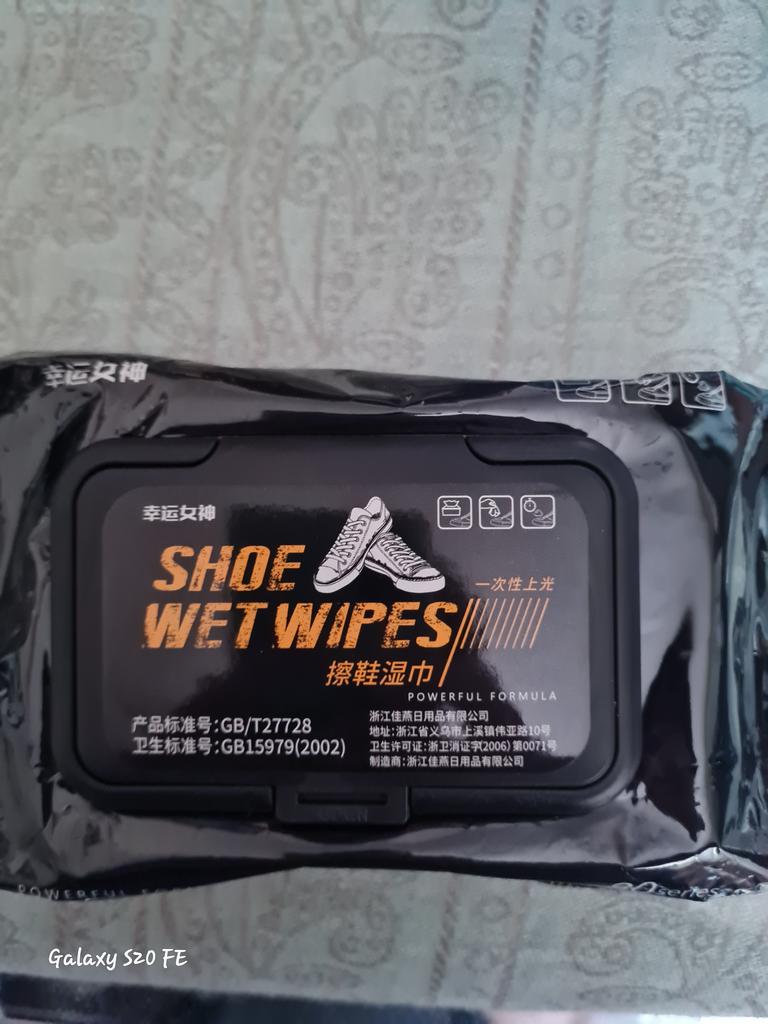 幸运女神
幸运女神
SHOE
WET WIPES
一次性上光
擦鞋湿巾
POWERFUL FORMULA
产品标准号:GB/T27728
卫生标准号:GB15979(2002)
浙江佳燕日用品有限公司
地址:浙江省义乌市上溪镇伟亚路10号
卫生许可证:浙卫消证字(2006)第0071号
制造商:浙江佳燕日用品有限公司
OPEN
POWERFUL
series
Galaxy S20 FE